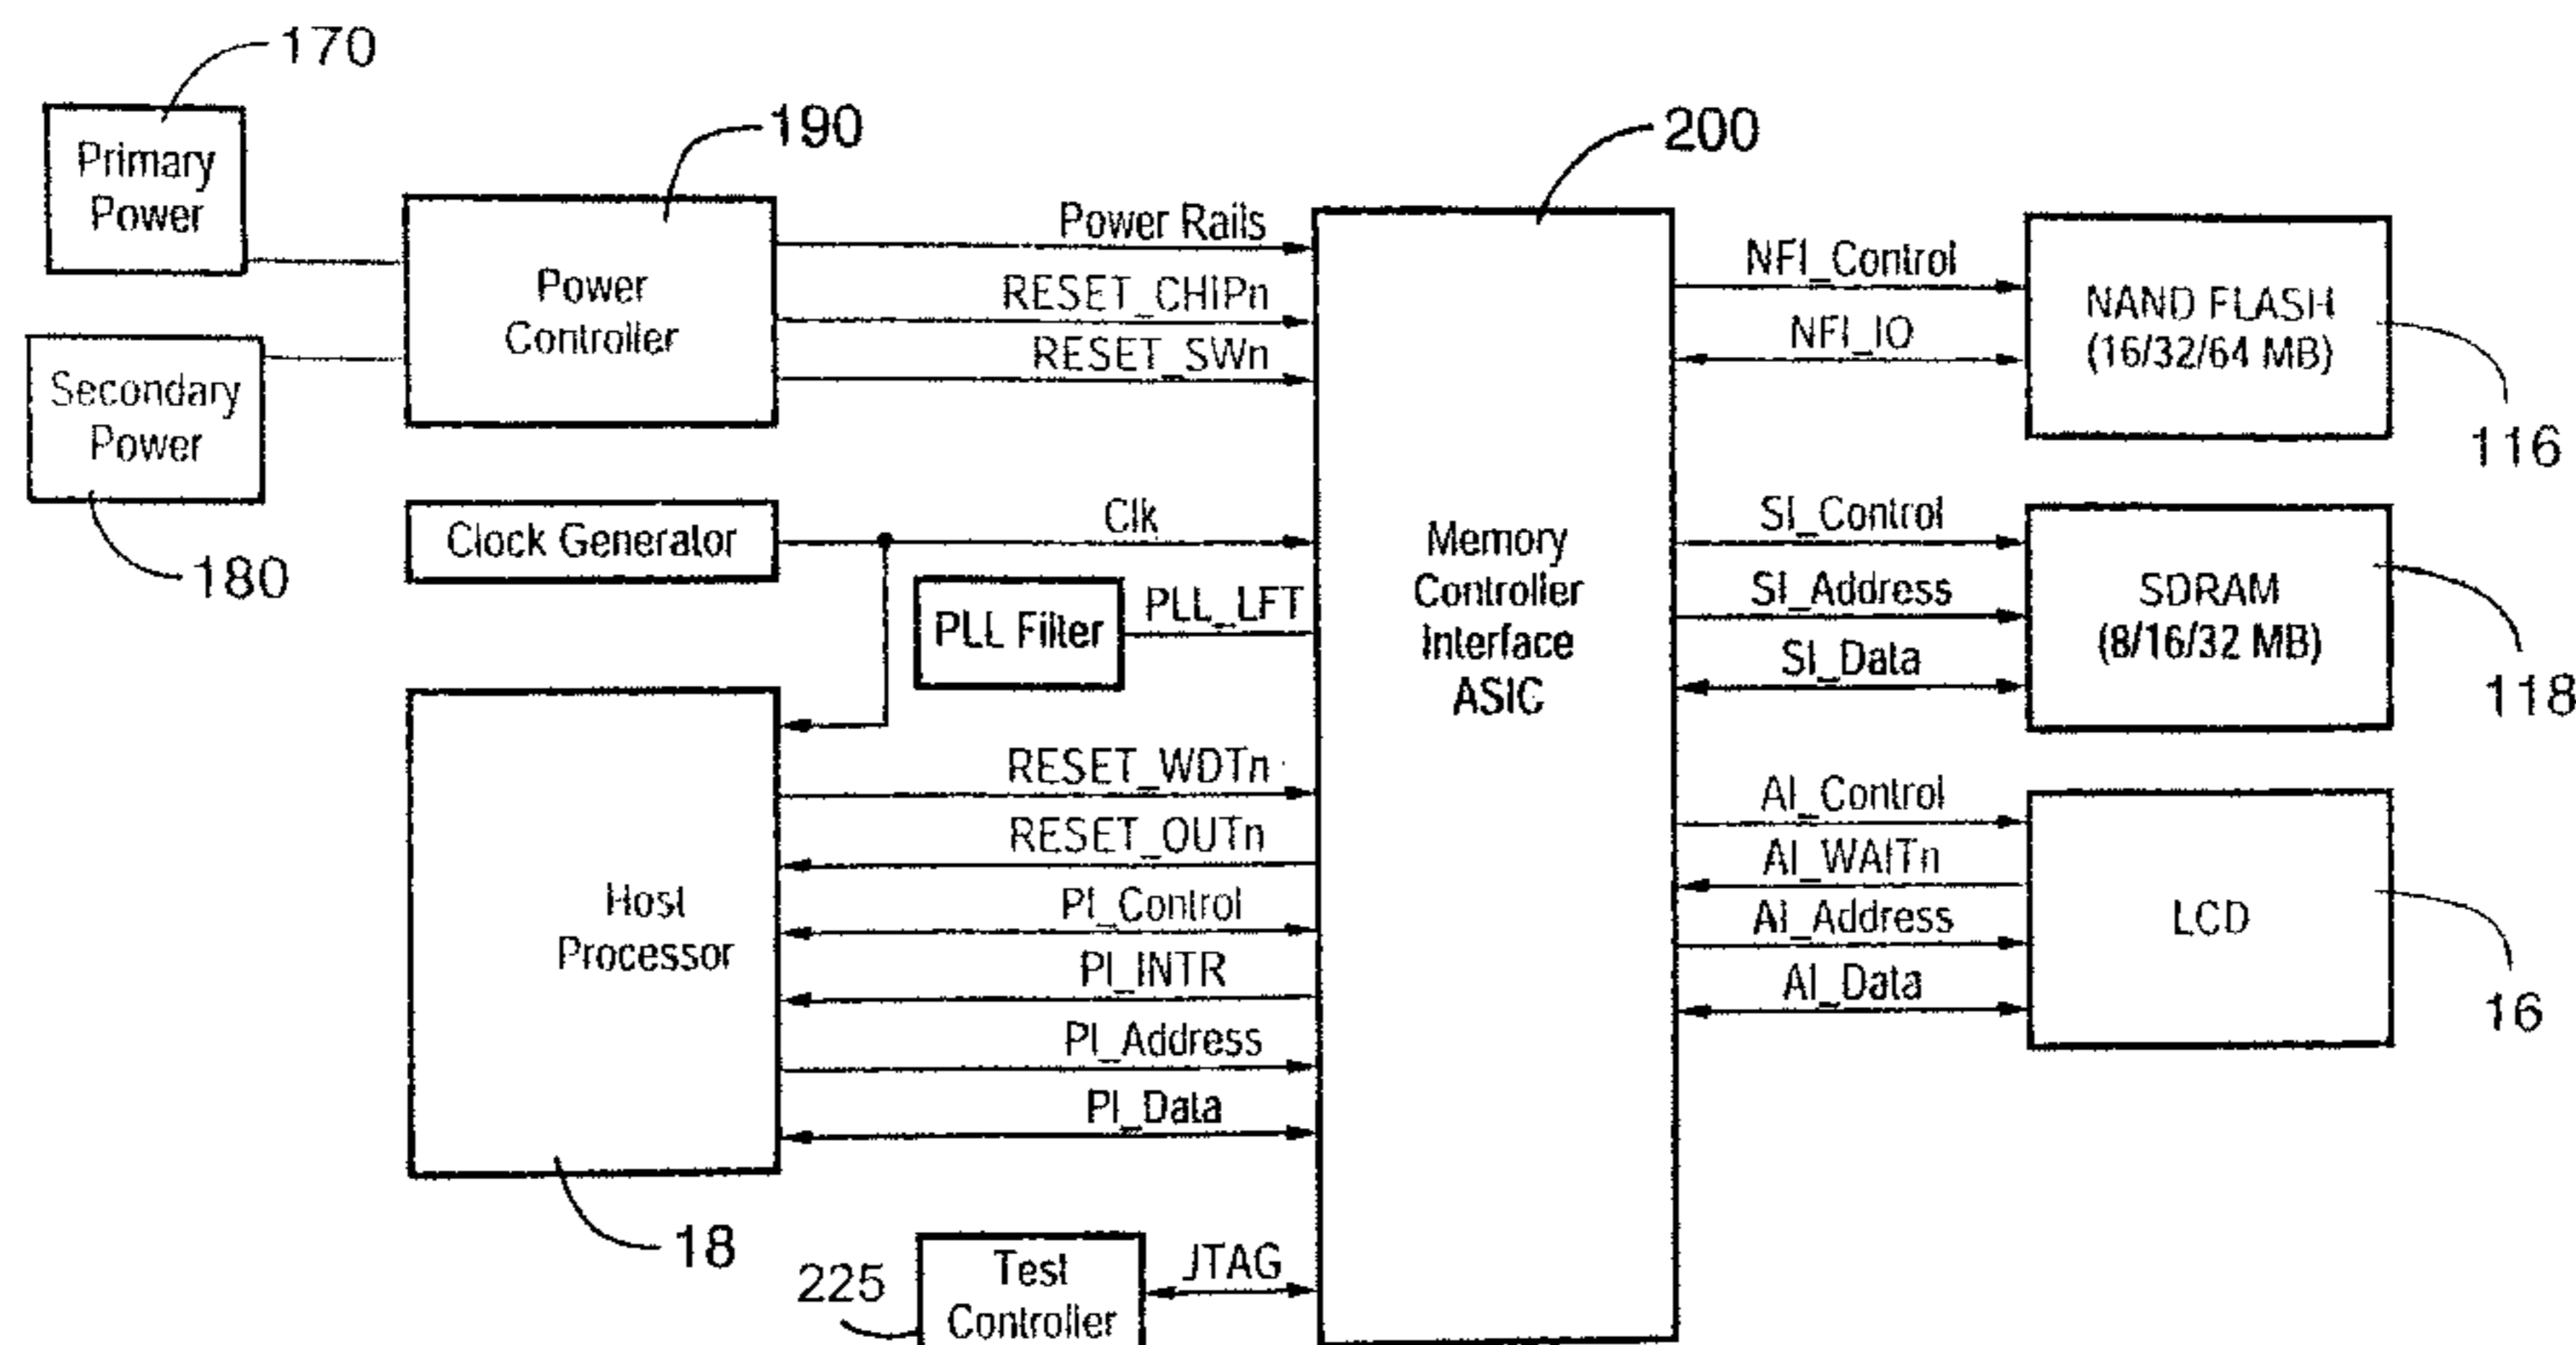 170
Primary
Power
190
Power
Controller
Secondary
Power
180
Power Rails
RESET_CHIPn
RESET_SWn
200
Clock Generator
Clk
PLL Filter
PLL_LFT
Host
Processor
18
RESET_WDTn
RESET_OUTn
PI_Control
PI_INTR
PI_Address
PI_Data
225
Test
Controller
JTAG
Memory
Controller
Interface
ASIC
NFI_Control
NFI_IO
NAND FLASH
(16/32/64 MB)
116
SI_Control
SI_Address
SI_Data
SDRAM
(8/16/32 MB)
118
AI_Control
AI_WAITn
AI_Address
AI_Data
LCD
16